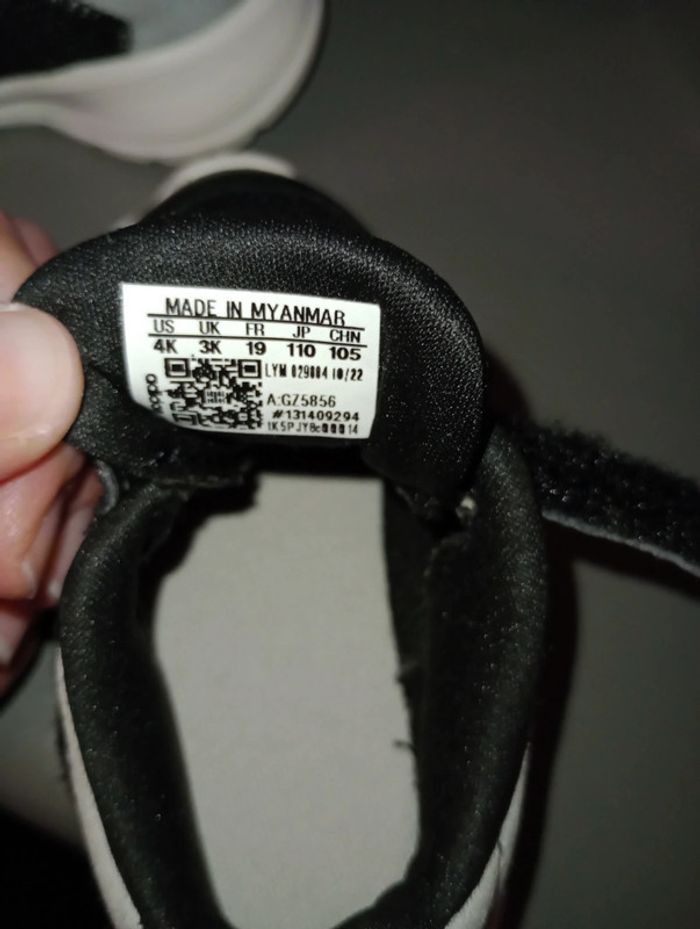 MADE IN MYANMAR
US UK FR JP CHN
4K 3K 19 110 105
LYM 029004 10/22
A:GZ5856
#131409294